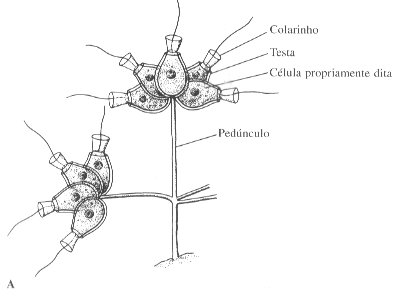 Colarinho
Testa
Célula propriamente dita
Pedúnculo
A